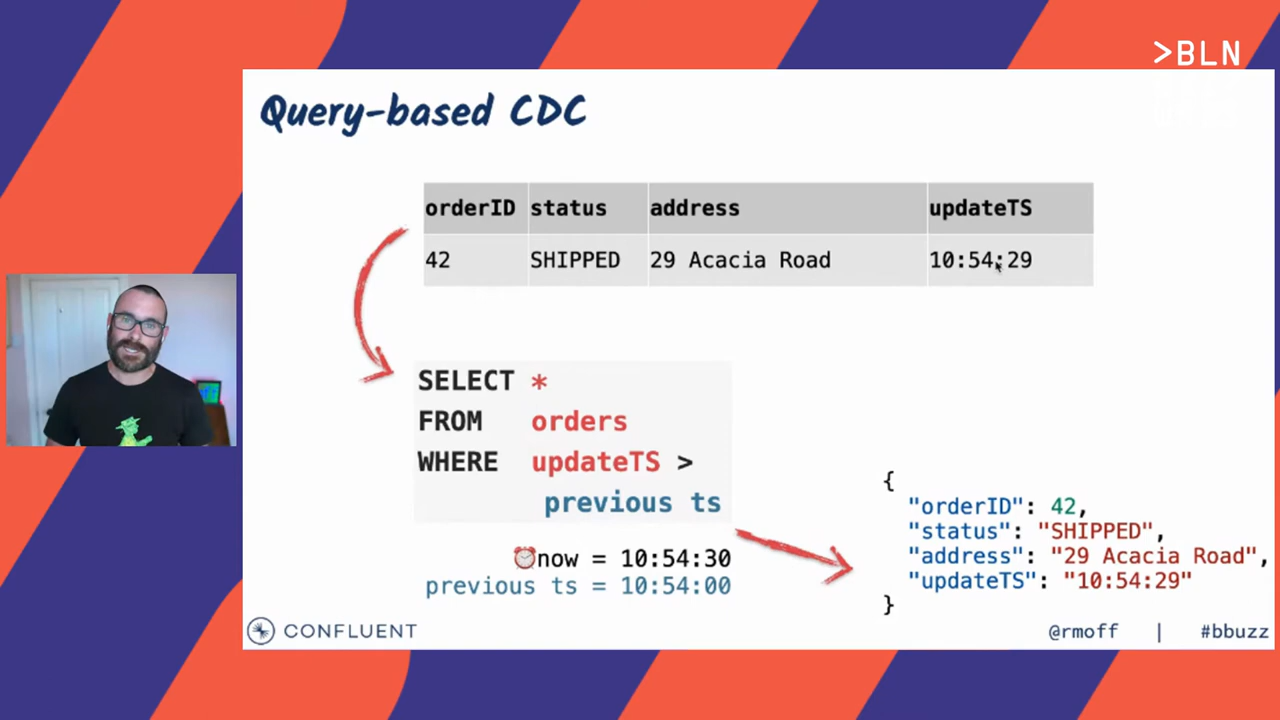 >BLN
Query-based CDC
orderID status address updateTS
42 SHIPPED 29 Acacia Road 10:54:29
SELECT *
FROM orders
WHERE updateTS >
previous ts
⏰now = 10:54:30
previous ts = 10:54:00
{
"orderID": 42,
"status": "SHIPPED",
"address": "29 Acacia Road",
"updateTS": "10:54:29"
}
CONFLUENT
@rmoff | #bbuzz